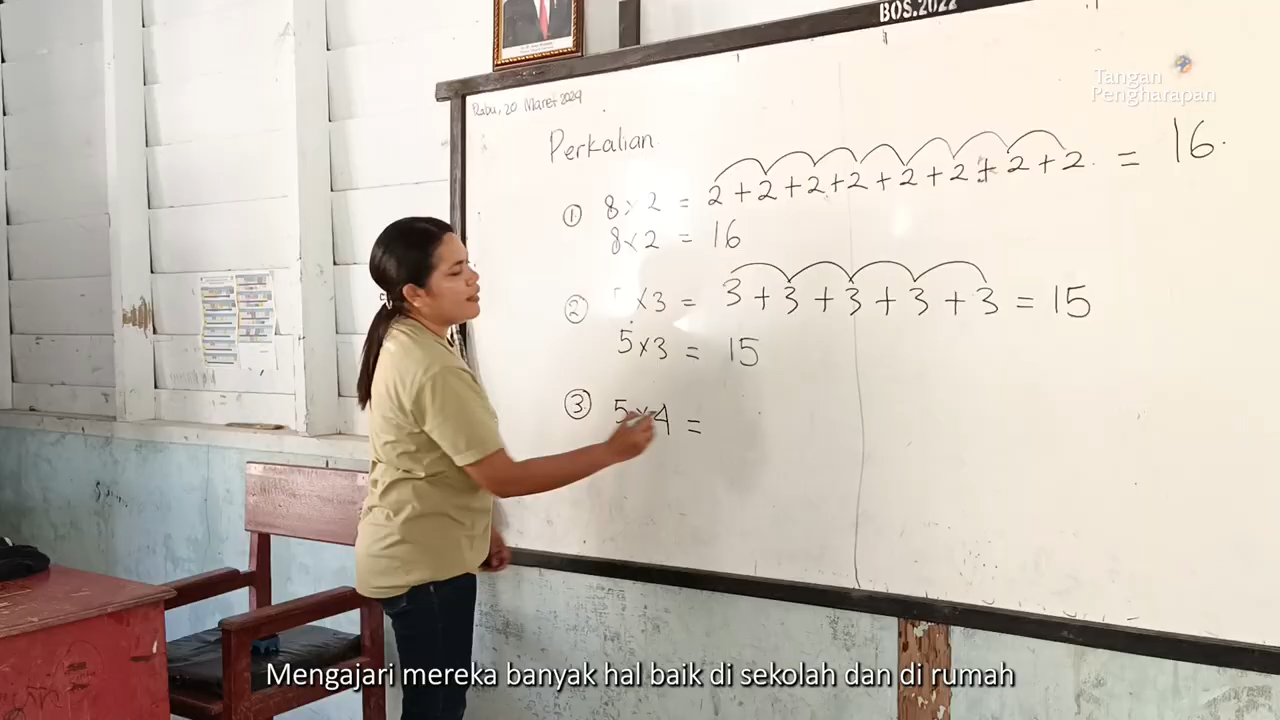 BOS.2022
Tangan
Pengharapan
Rabu, 20 Maret 2024
Perkalian
① 8 × 2 = 2 + 2 + 2 + 2 + 2 + 2 + 2 + 2 = 16
8 × 2 = 16
② 5 × 3 = 3 + 3 + 3 + 3 + 3 = 15
5 × 3 = 15
③ 5 × 4 =
Mengajari mereka banyak hal baik di sekolah dan di rumah